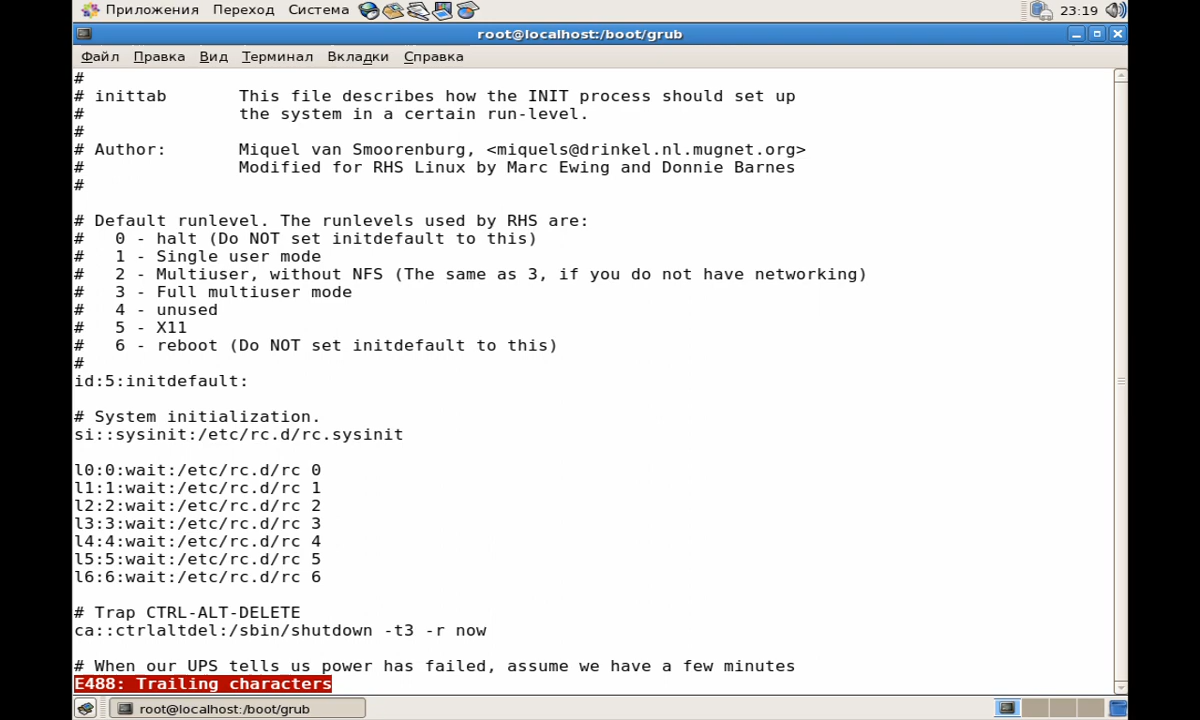 Приложения Переход Система 23:19
root@localhost:/boot/grub
Файл Правка Вид Терминал Вкладки Справка
#
# inittab       This file describes how the INIT process should set up
#               the system in a certain run-level.
#
# Author:       Miquel van Smoorenburg, <miquels@drinkel.nl.mugnet.org>
#               Modified for RHS Linux by Marc Ewing and Donnie Barnes
#
# Default runlevel. The runlevels used by RHS are:
#   0 - halt (Do NOT set initdefault to this)
#   1 - Single user mode
#   2 - Multiuser, without NFS (The same as 3, if you do not have networking)
#   3 - Full multiuser mode
#   4 - unused
#   5 - X11
#   6 - reboot (Do NOT set initdefault to this)
#
id:5:initdefault:
# System initialization.
si::sysinit:/etc/rc.d/rc.sysinit
l0:0:wait:/etc/rc.d/rc 0
l1:1:wait:/etc/rc.d/rc 1
l2:2:wait:/etc/rc.d/rc 2
l3:3:wait:/etc/rc.d/rc 3
l4:4:wait:/etc/rc.d/rc 4
l5:5:wait:/etc/rc.d/rc 5
l6:6:wait:/etc/rc.d/rc 6
# Trap CTRL-ALT-DELETE
ca::ctrlaltdel:/sbin/shutdown -t3 -r now
# When our UPS tells us power has failed, assume we have a few minutes
E488: Trailing characters
root@localhost:/boot/grub